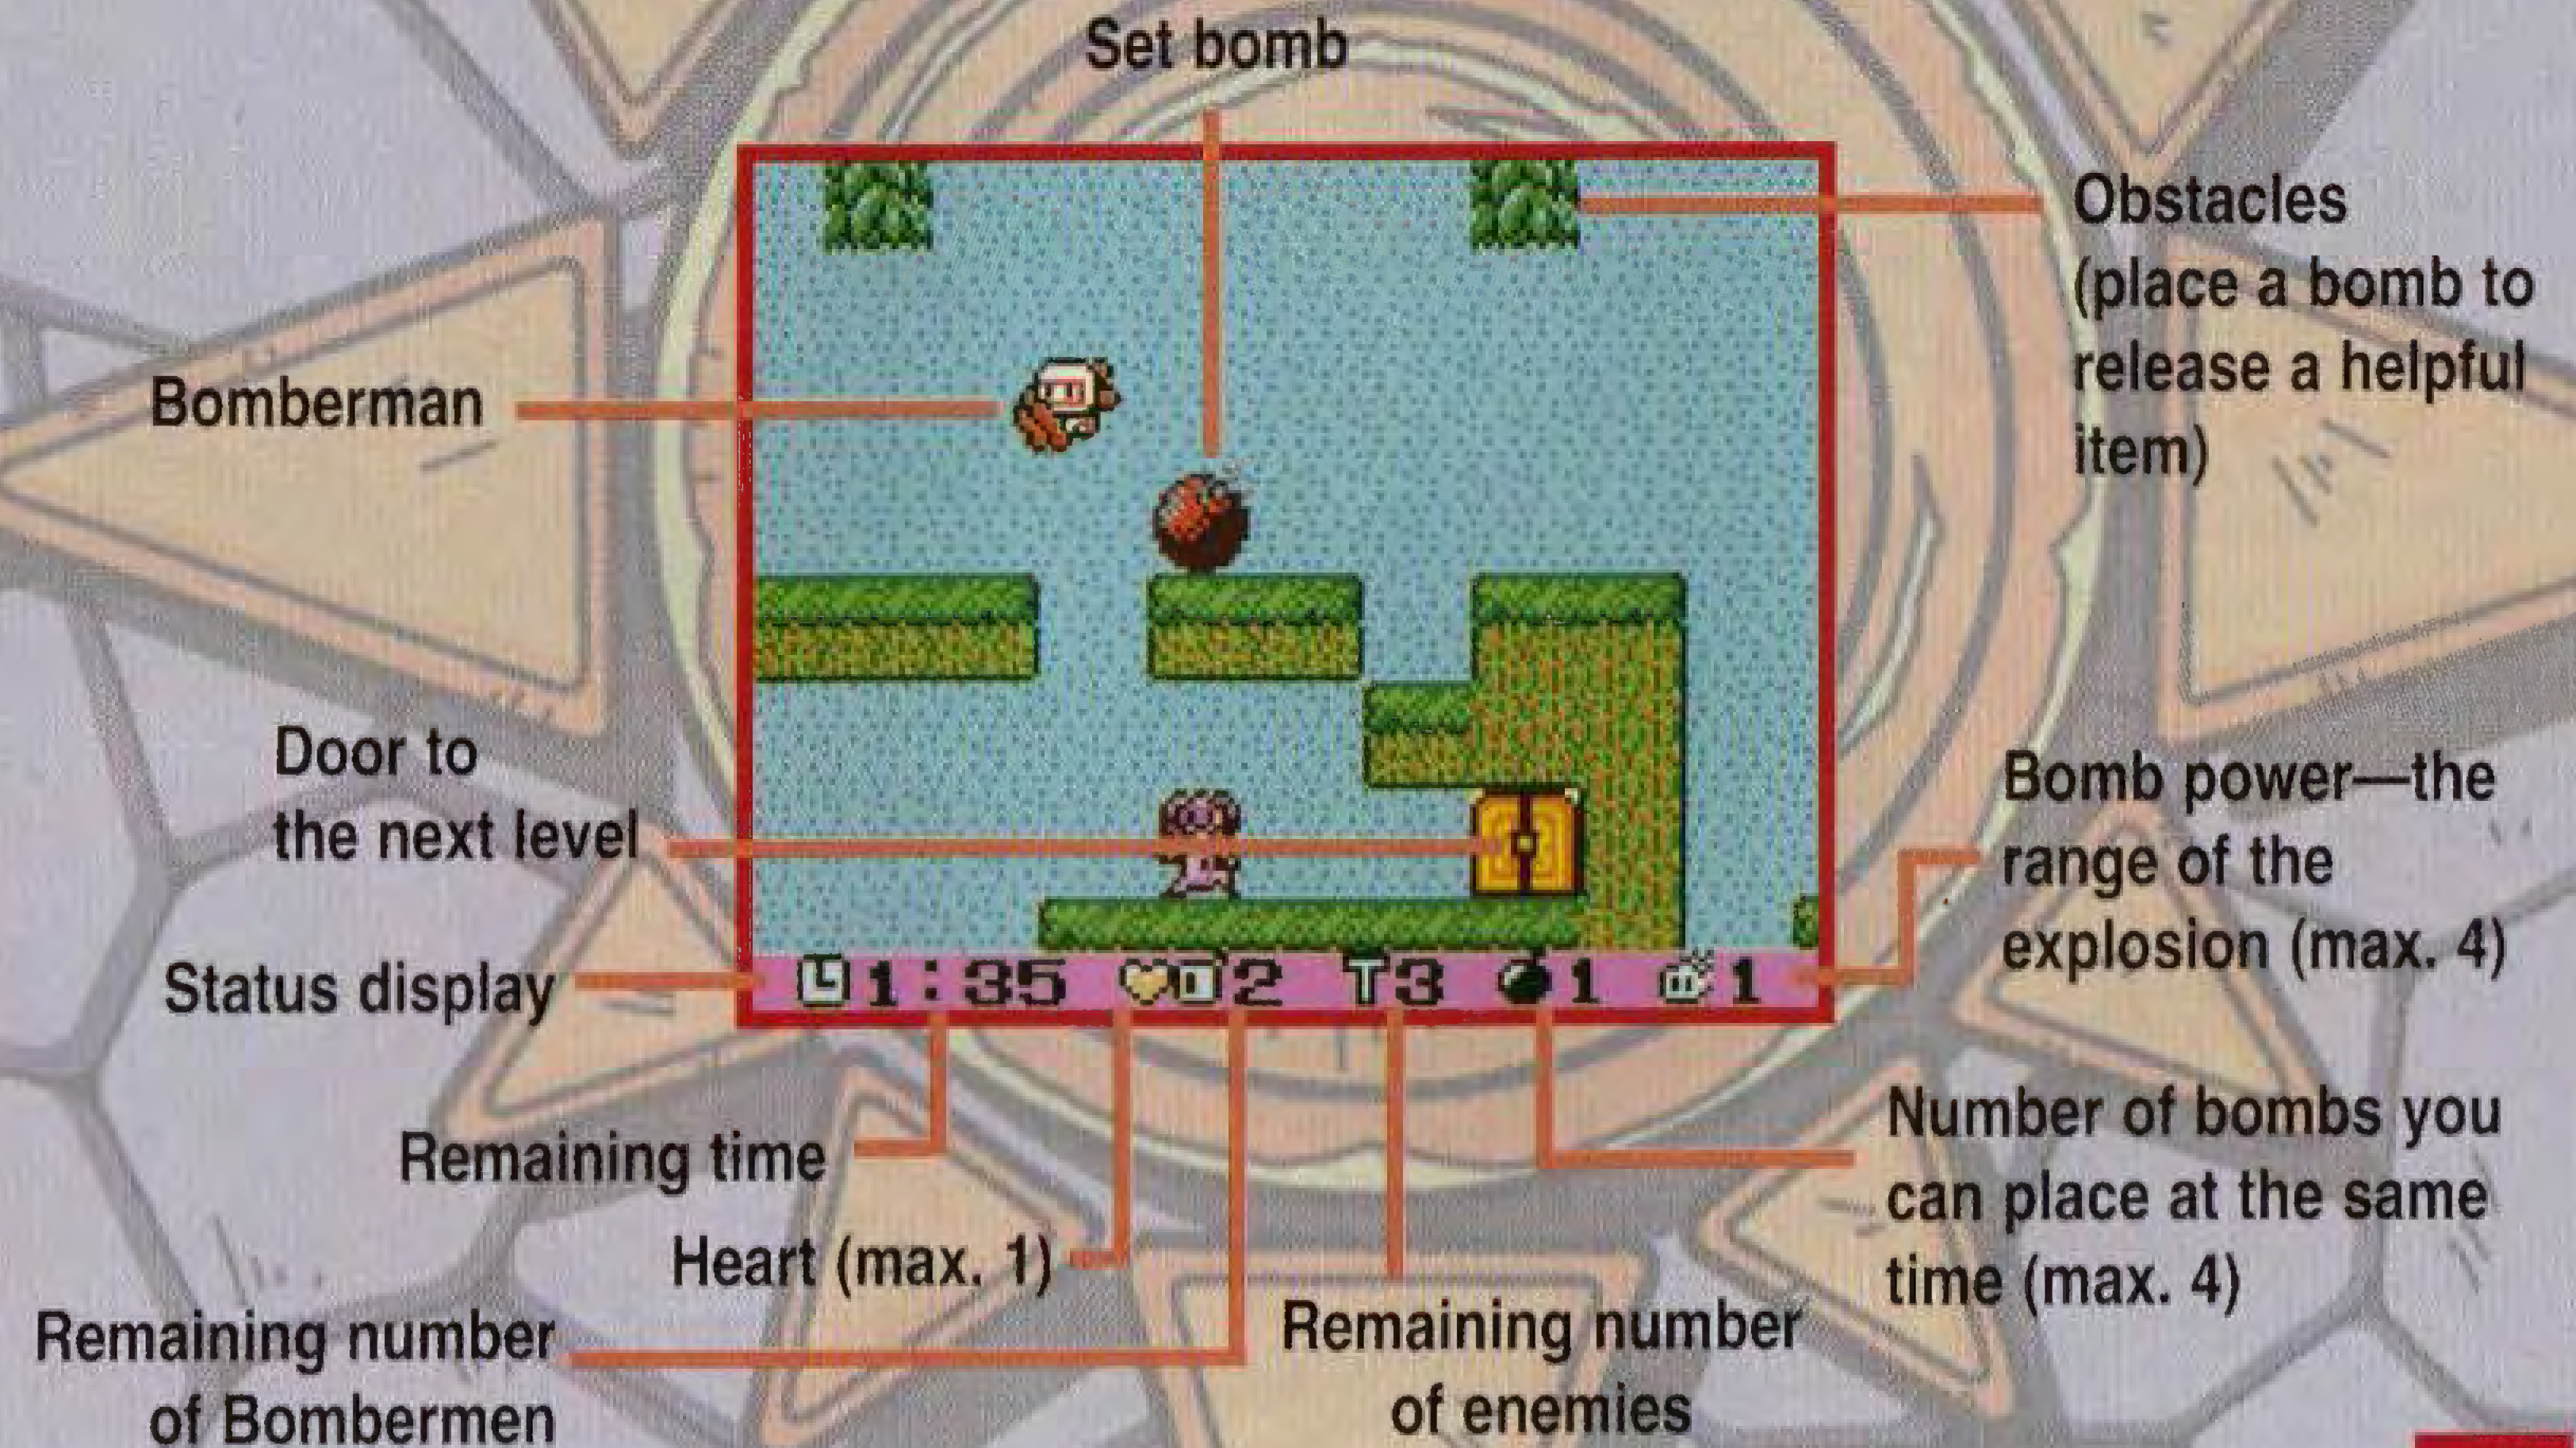 Set bomb
Obstacles
(place a bomb to
release a helpful
item)
Bomberman
Door to
the next level
Bomb power—the
range of the
explosion (max. 4)
Status display
1:35 2 T3 1 1
Remaining time
Number of bombs you
can place at the same
time (max. 4)
Heart (max. 1)
Remaining number
of Bombermen
Remaining number
of enemies